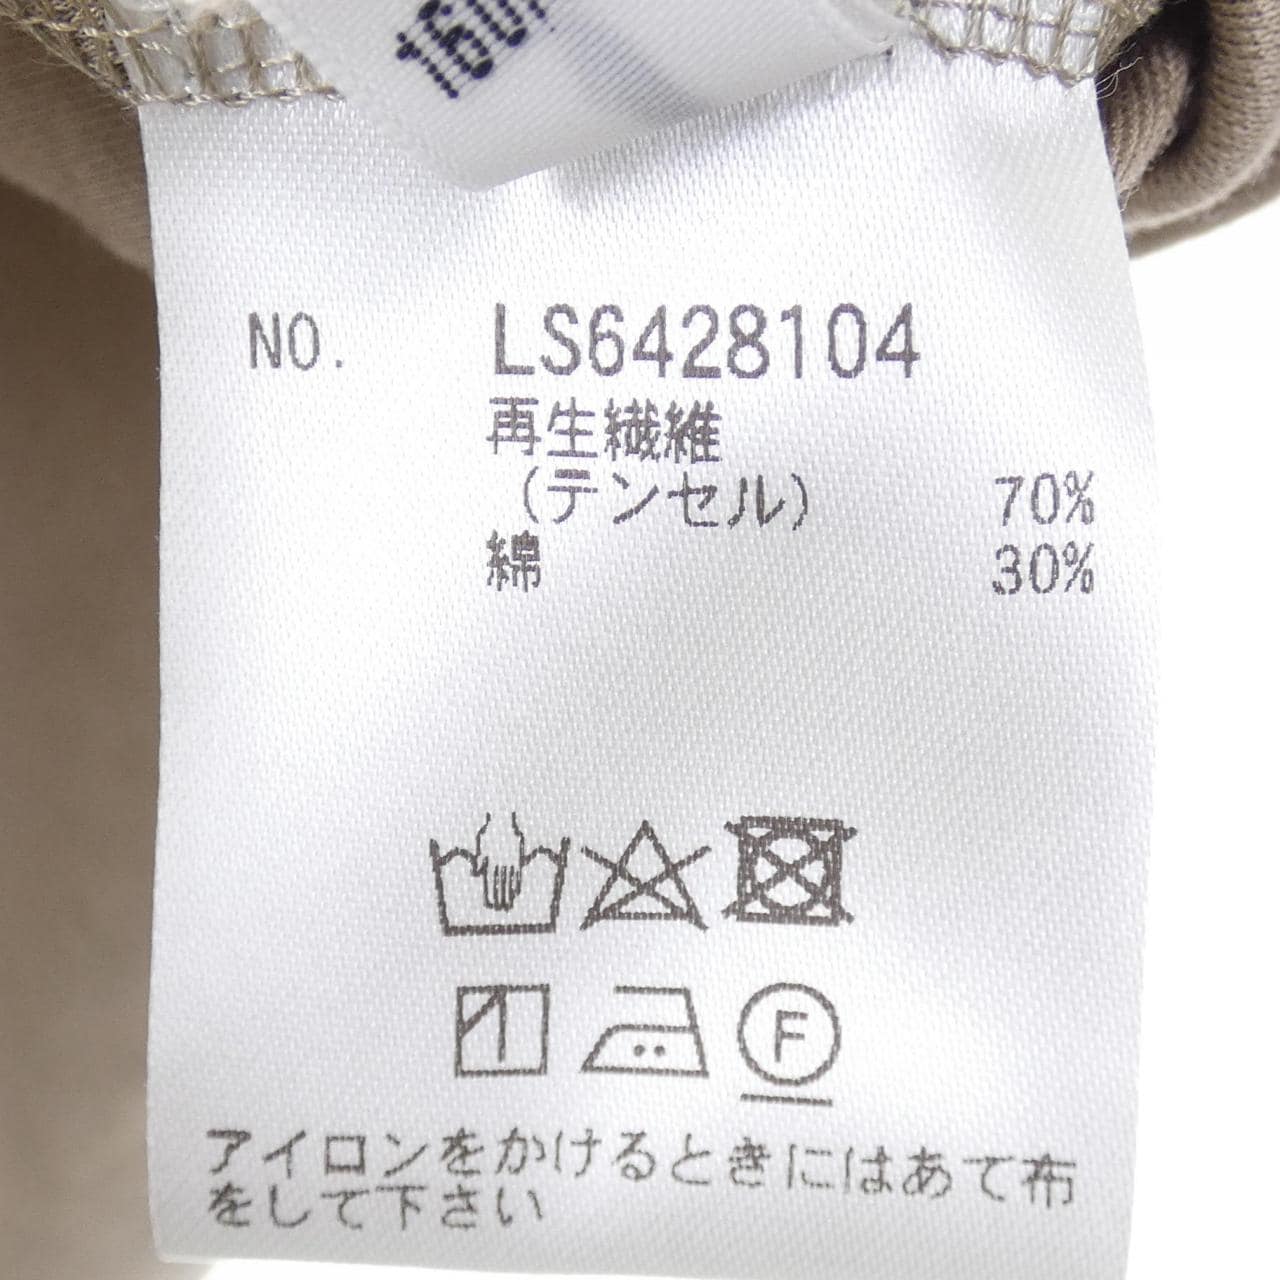 160
NO. LS6428104
再生繊維
(テンセル) 70%
綿 30%
F
アイロンをかけるときにはあて布
をして下さい